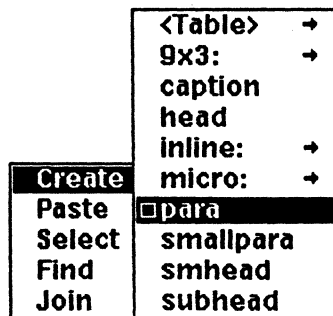 <Table> →
9x3: →
caption
head
inline: →
micro: →
para
smallpara
smhead
subhead
Create
Paste
Select
Find
Join